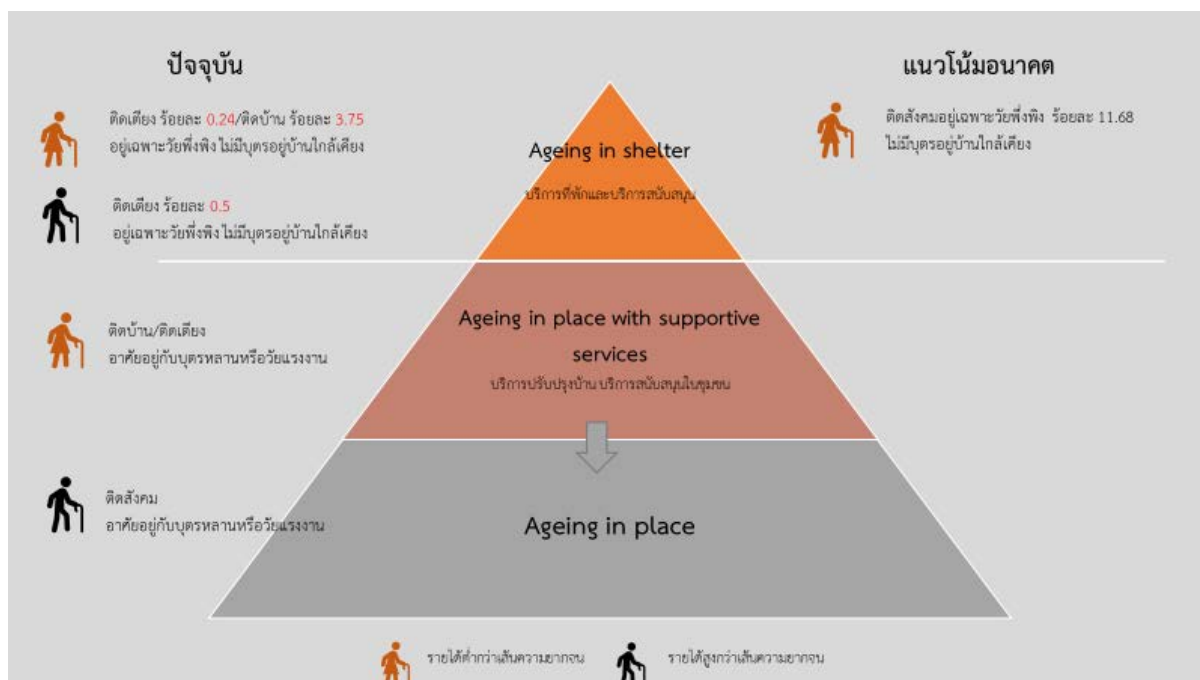 ปัจจุบัน
ติดเตียง ร้อยละ 0.24/ติดบ้าน ร้อยละ 3.75
อยู่เฉพาะวัยพึ่งพิง ไม่มีบุตรอยู่บ้านใกล้เคียง
ติดเตียง ร้อยละ 0.5
อยู่เฉพาะวัยพึ่งพิง ไม่มีบุตรอยู่บ้านใกล้เคียง
ติดบ้าน/ติดเตียง
อาศัยอยู่กับบุตรหลานหรือวัยแรงงาน
ติดสังคม
อาศัยอยู่กับบุตรหลานหรือวัยแรงงาน
Ageing in shelter
บริการที่พักและบริการสนับสนุน
Ageing in place with supportive
services
บริการปรับปรุงบ้าน บริการสนับสนุนในชุมชน
Ageing in place
แนวโน้มอนาคต
ติดสังคมอยู่เฉพาะวัยพึ่งพิง ร้อยละ 11.68
ไม่มีบุตรอยู่บ้านใกล้เคียง
รายได้ต่ำกว่าเส้นความยากจน
รายได้สูงกว่าเส้นความยากจน